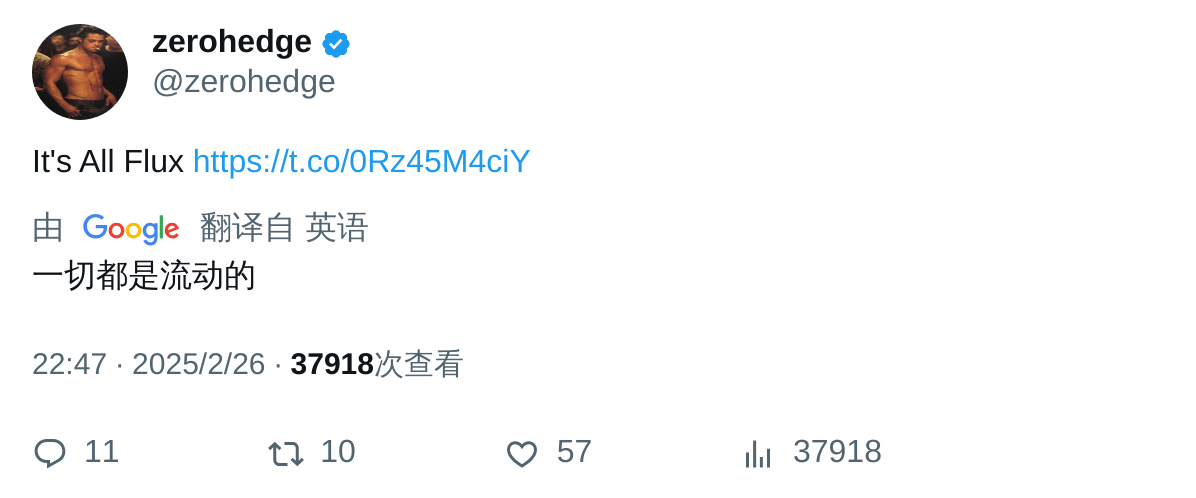 zerohedge
@zerohedge
It's All Flux https://t.co/0Rz45M4ciY
由 Google 翻译自 英语
一切都是流动的
22:47 · 2025/2/26 · 37918次查看
11 10 57 37918